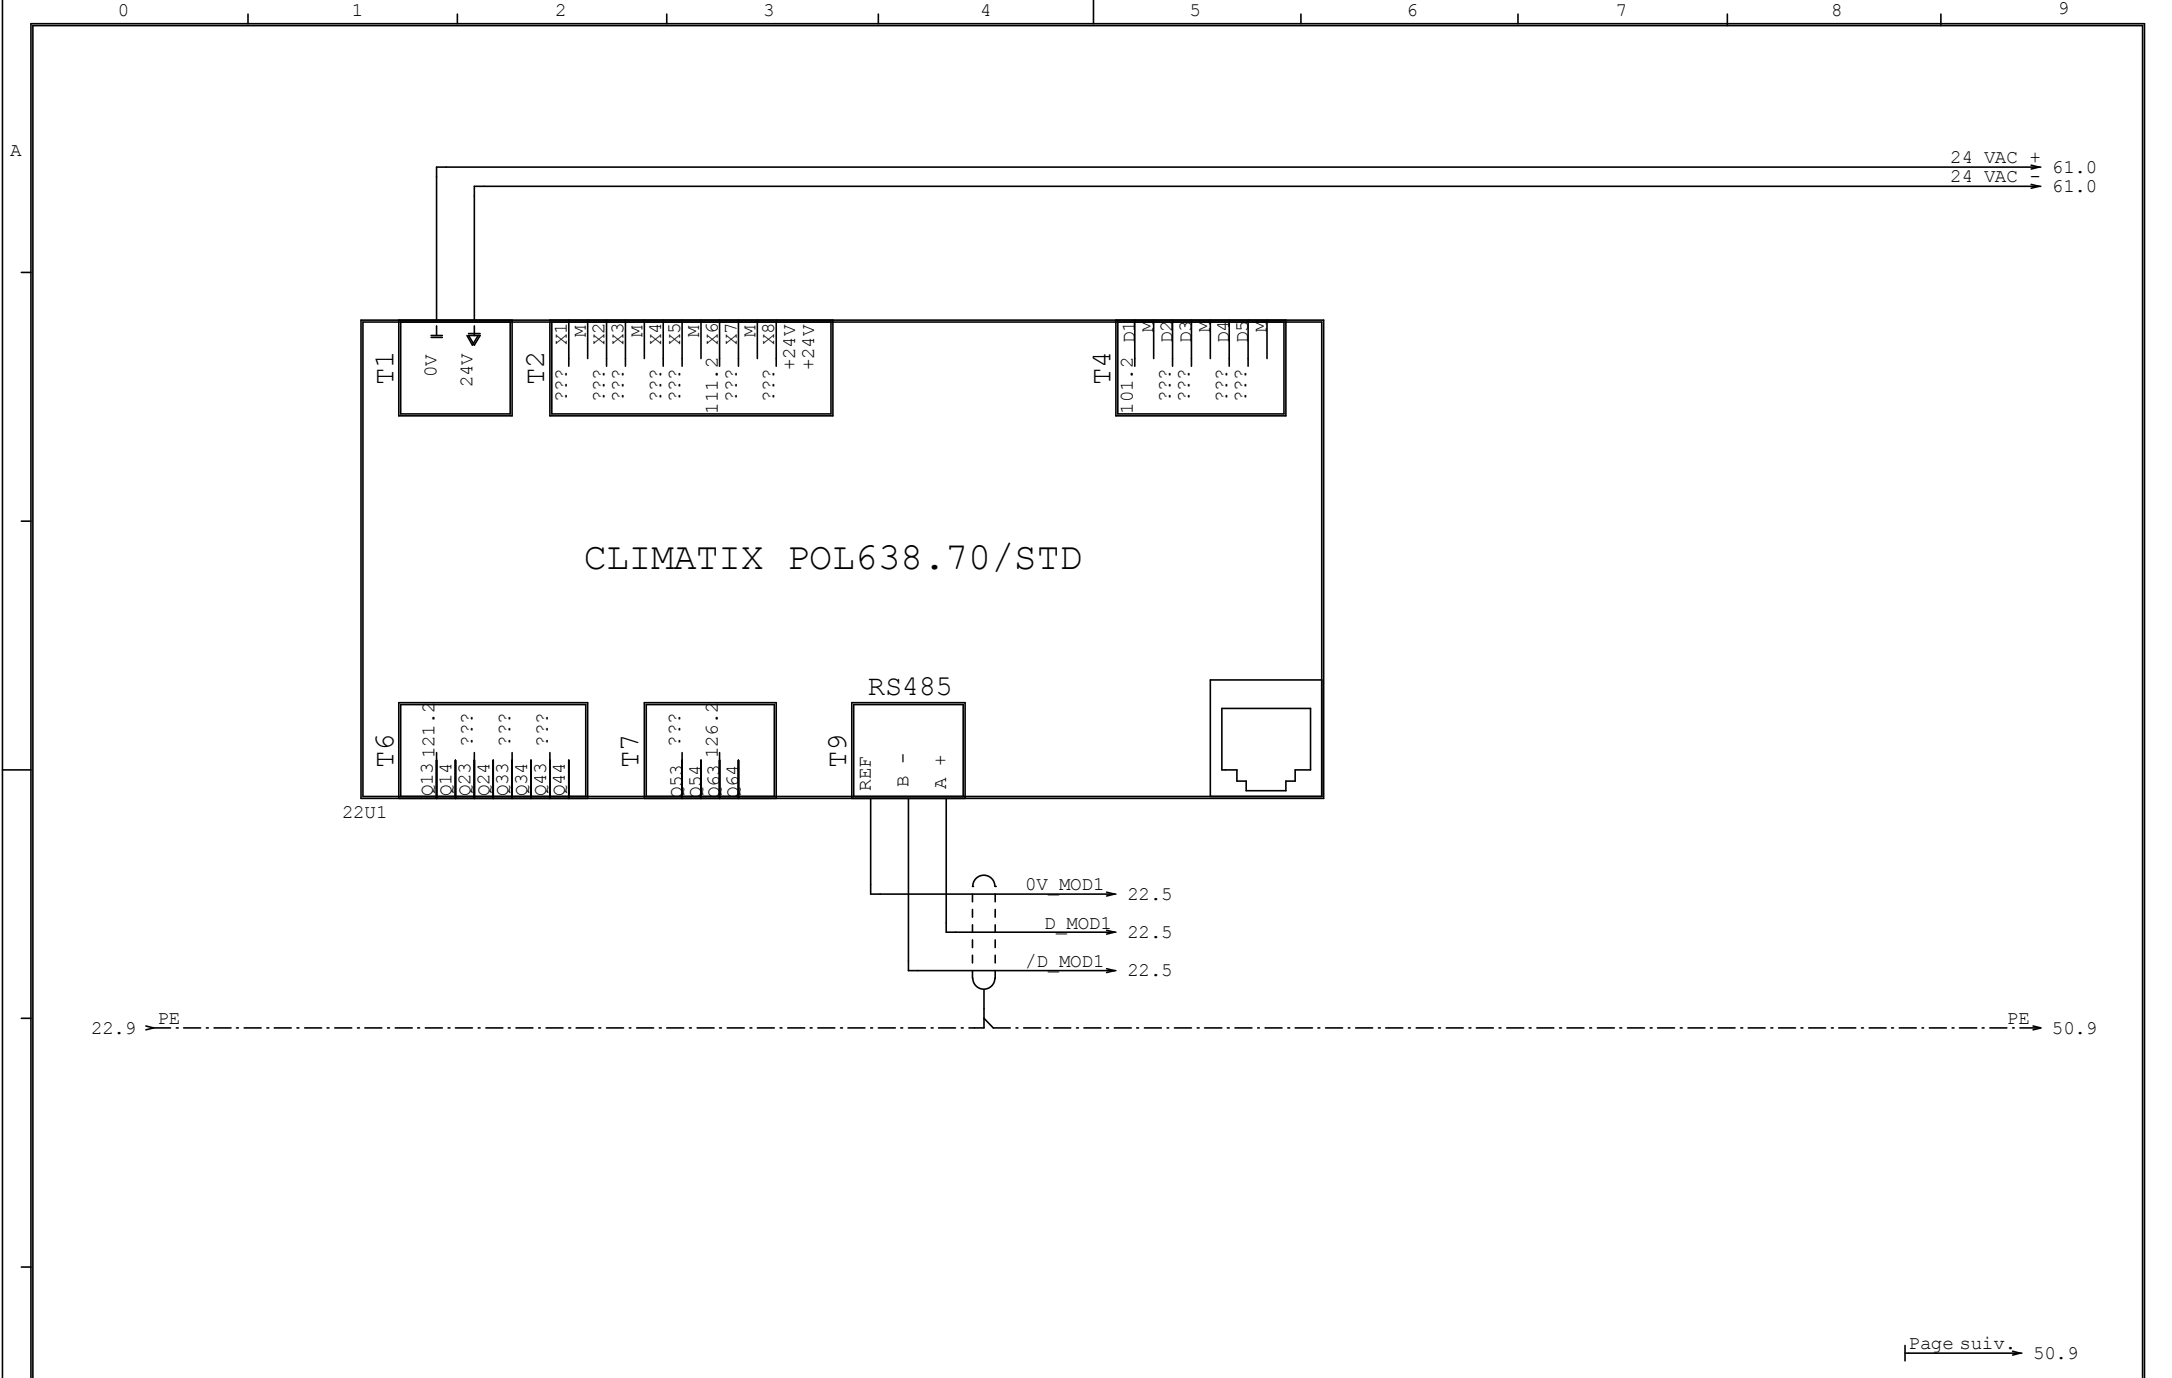 0 1 2 3 4 5 6 7 8 9
A
24 VAC + 61.0
24 VAC - 61.0
T1
0V
24V
T2
??? X1
M
??? X2
??? X3
M
??? X4
??? X5
M
111.2 X6
??? X7
M
??? X8
+24V
+24V
T4
101.2 D1
M
??? D2
??? D3
M
??? D4
??? D5
M
CLIMATIX POL638.70/STD
RS485
T6
Q13 121.2
Q14
Q23 ???
Q24
Q33 ???
Q34
Q43 ???
Q44
T7
Q53 ???
Q54
Q63 126.2
Q64
T9
REF
B -
A +
22U1
0V_MOD1 22.5
D_MOD1 22.5
/D_MOD1 22.5
22.9 PE
PE 50.9
Page suiv. 50.9